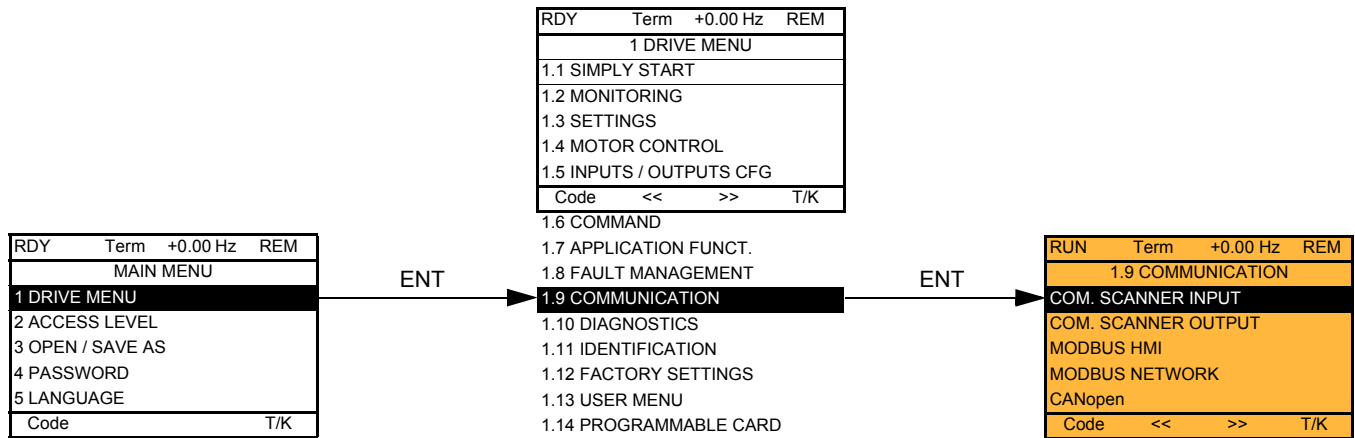 RDY Term +0.00 Hz REM
MAIN MENU
1 DRIVE MENU
2 ACCESS LEVEL
3 OPEN / SAVE AS
4 PASSWORD
5 LANGUAGE
Code T/K
ENT
RDY Term +0.00 Hz REM
1 DRIVE MENU
1.1 SIMPLY START
1.2 MONITORING
1.3 SETTINGS
1.4 MOTOR CONTROL
1.5 INPUTS / OUTPUTS CFG
Code << >> T/K
1.6 COMMAND
1.7 APPLICATION FUNCT.
1.8 FAULT MANAGEMENT
1.9 COMMUNICATION
1.10 DIAGNOSTICS
1.11 IDENTIFICATION
1.12 FACTORY SETTINGS
1.13 USER MENU
1.14 PROGRAMMABLE CARD
ENT
RUN Term +0.00 Hz REM
1.9 COMMUNICATION
COM. SCANNER INPUT
COM. SCANNER OUTPUT
MODBUS HMI
MODBUS NETWORK
CANopen
Code << >> T/K